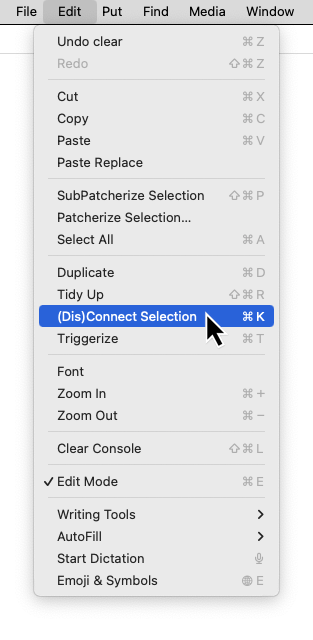 File Edit Put Find Media Window
Undo clear ⌘ Z
Redo ⇧⌘ Z
Cut ⌘ X
Copy ⌘ C
Paste ⌘ V
Paste Replace
SubPatcherize Selection ⇧⌘ P
Patcherize Selection...
Select All ⌘ A
Duplicate ⌘ D
Tidy Up ⇧⌘ R
(Dis)Connect Selection ⌘ K
Triggerize ⌘ T
Font
Zoom In ⌘ +
Zoom Out ⌘ −
Clear Console ⇧⌘ L
✓ Edit Mode ⌘ E
Writing Tools >
AutoFill >
Start Dictation
Emoji & Symbols 🌐 E